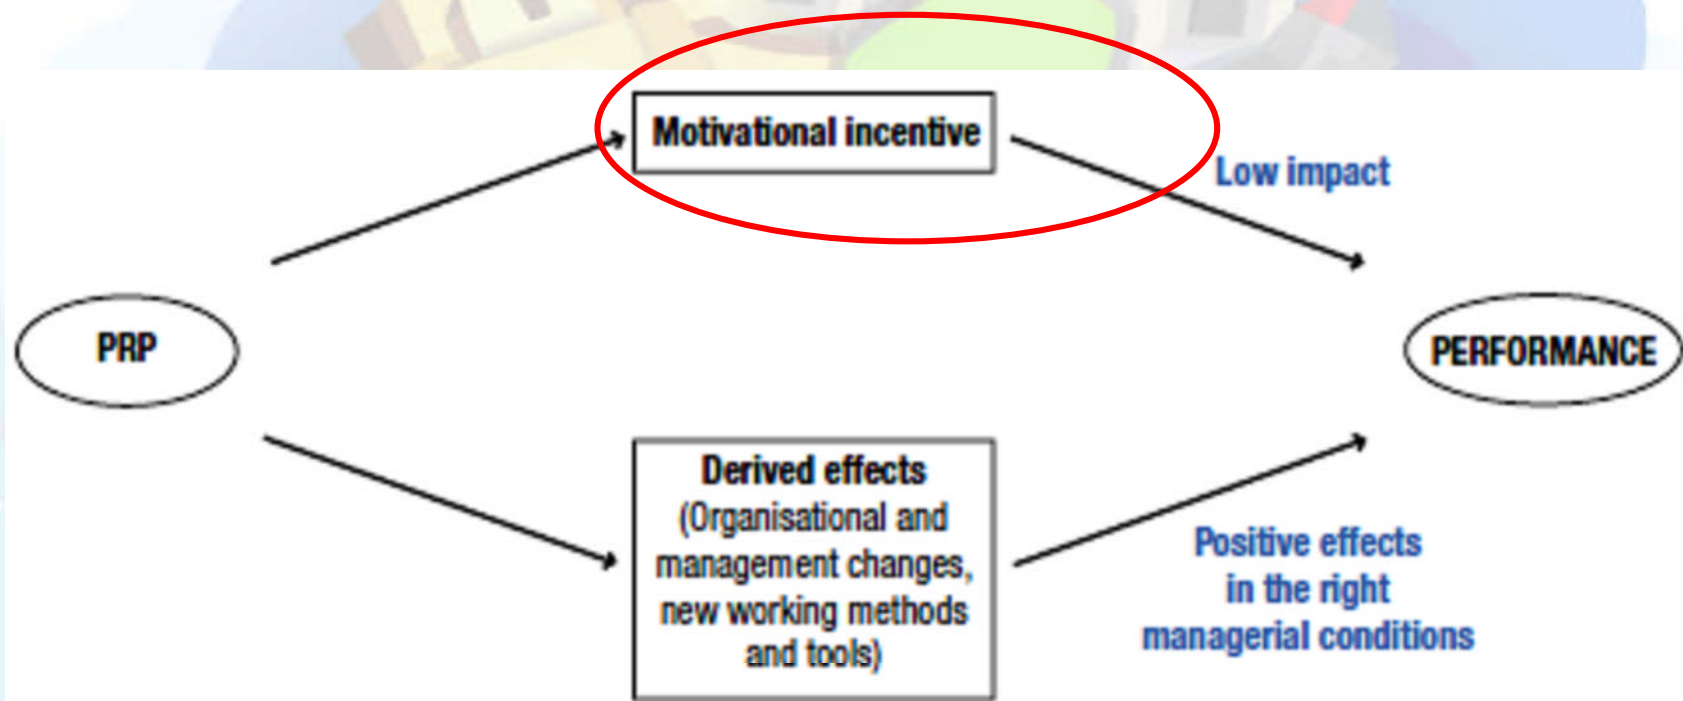 Motivational incentive
Low impact
PRP
PERFORMANCE
Derived effects
(Organisational and
management changes,
new working methods
and tools)
Positive effects
in the right
managerial conditions